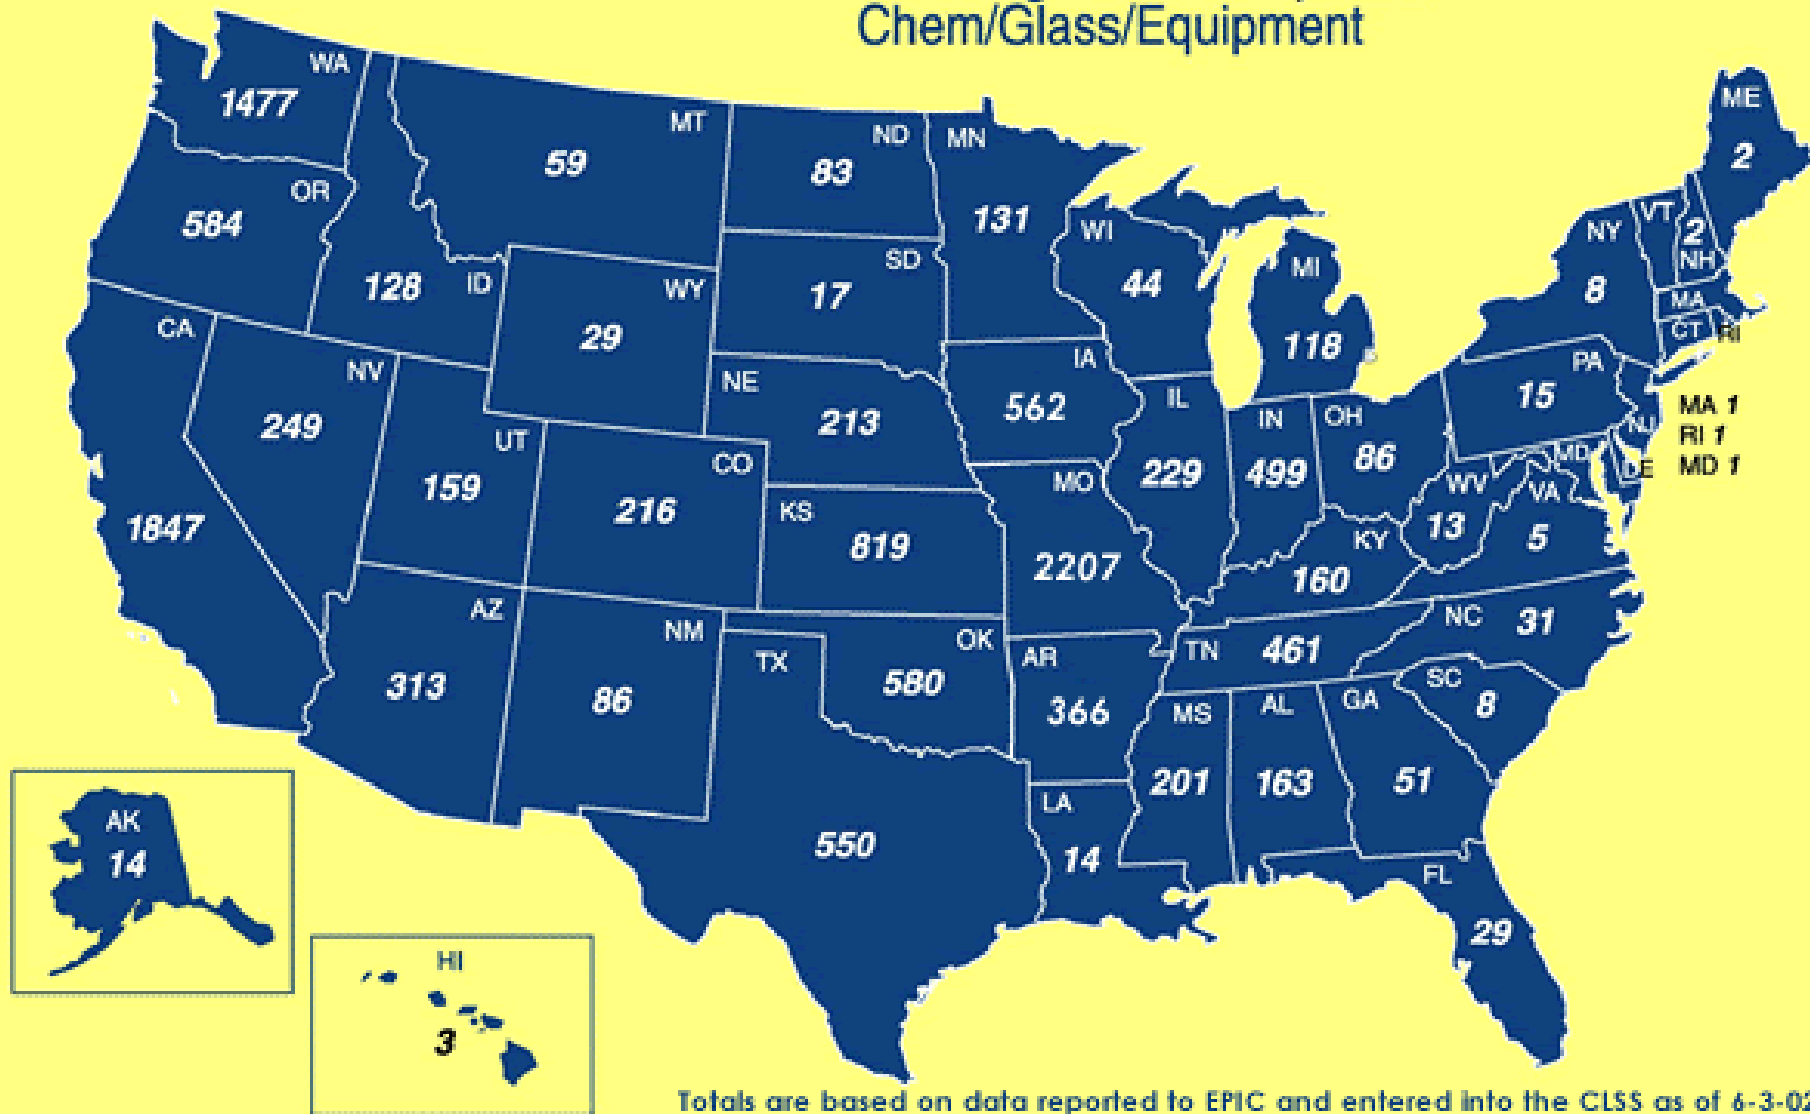 Chem/Glass/Equipment
WA
1477
MT
59
ND
83
MN
131
ME
2
OR
584
ID
128
WY
29
SD
17
WI
44
MI
118
NY
8
VT
2
NH
MA
CT
RI
CA
1847
NV
249
UT
159
CO
216
NE
213
IA
562
IL
229
IN
499
OH
86
PA
15
NJ
MA 1
RI 1
MD 1
MD
DE
WV
13
VA
5
KS
819
MO
2207
KY
160
AZ
313
NM
86
TX
550
OK
580
AR
366
TN
461
NC
31
SC
8
MS
201
AL
163
GA
51
LA
14
FL
29
AK
14
HI
3
Totals are based on data reported to EPIC and entered into the CLSS as of 6-3-02